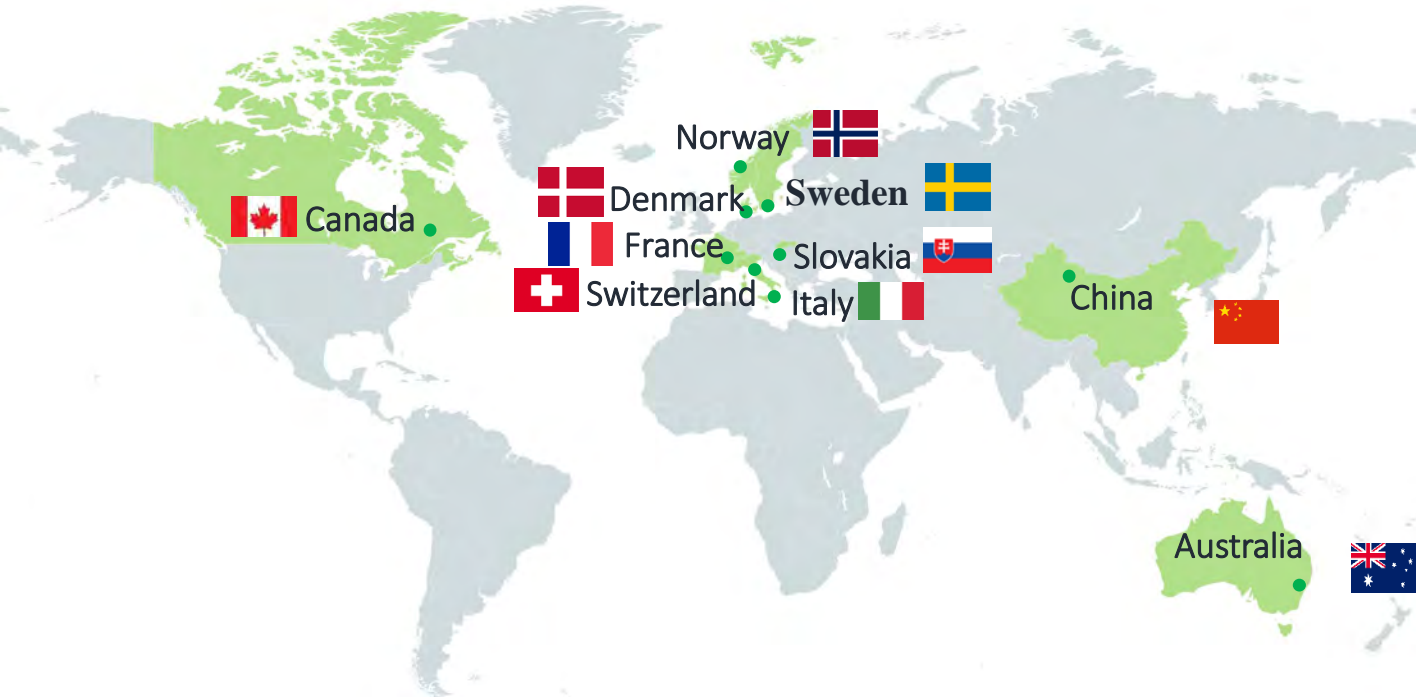 Norway
Denmark
Sweden
Canada
France
Slovakia
Switzerland
Italy
China
Australia